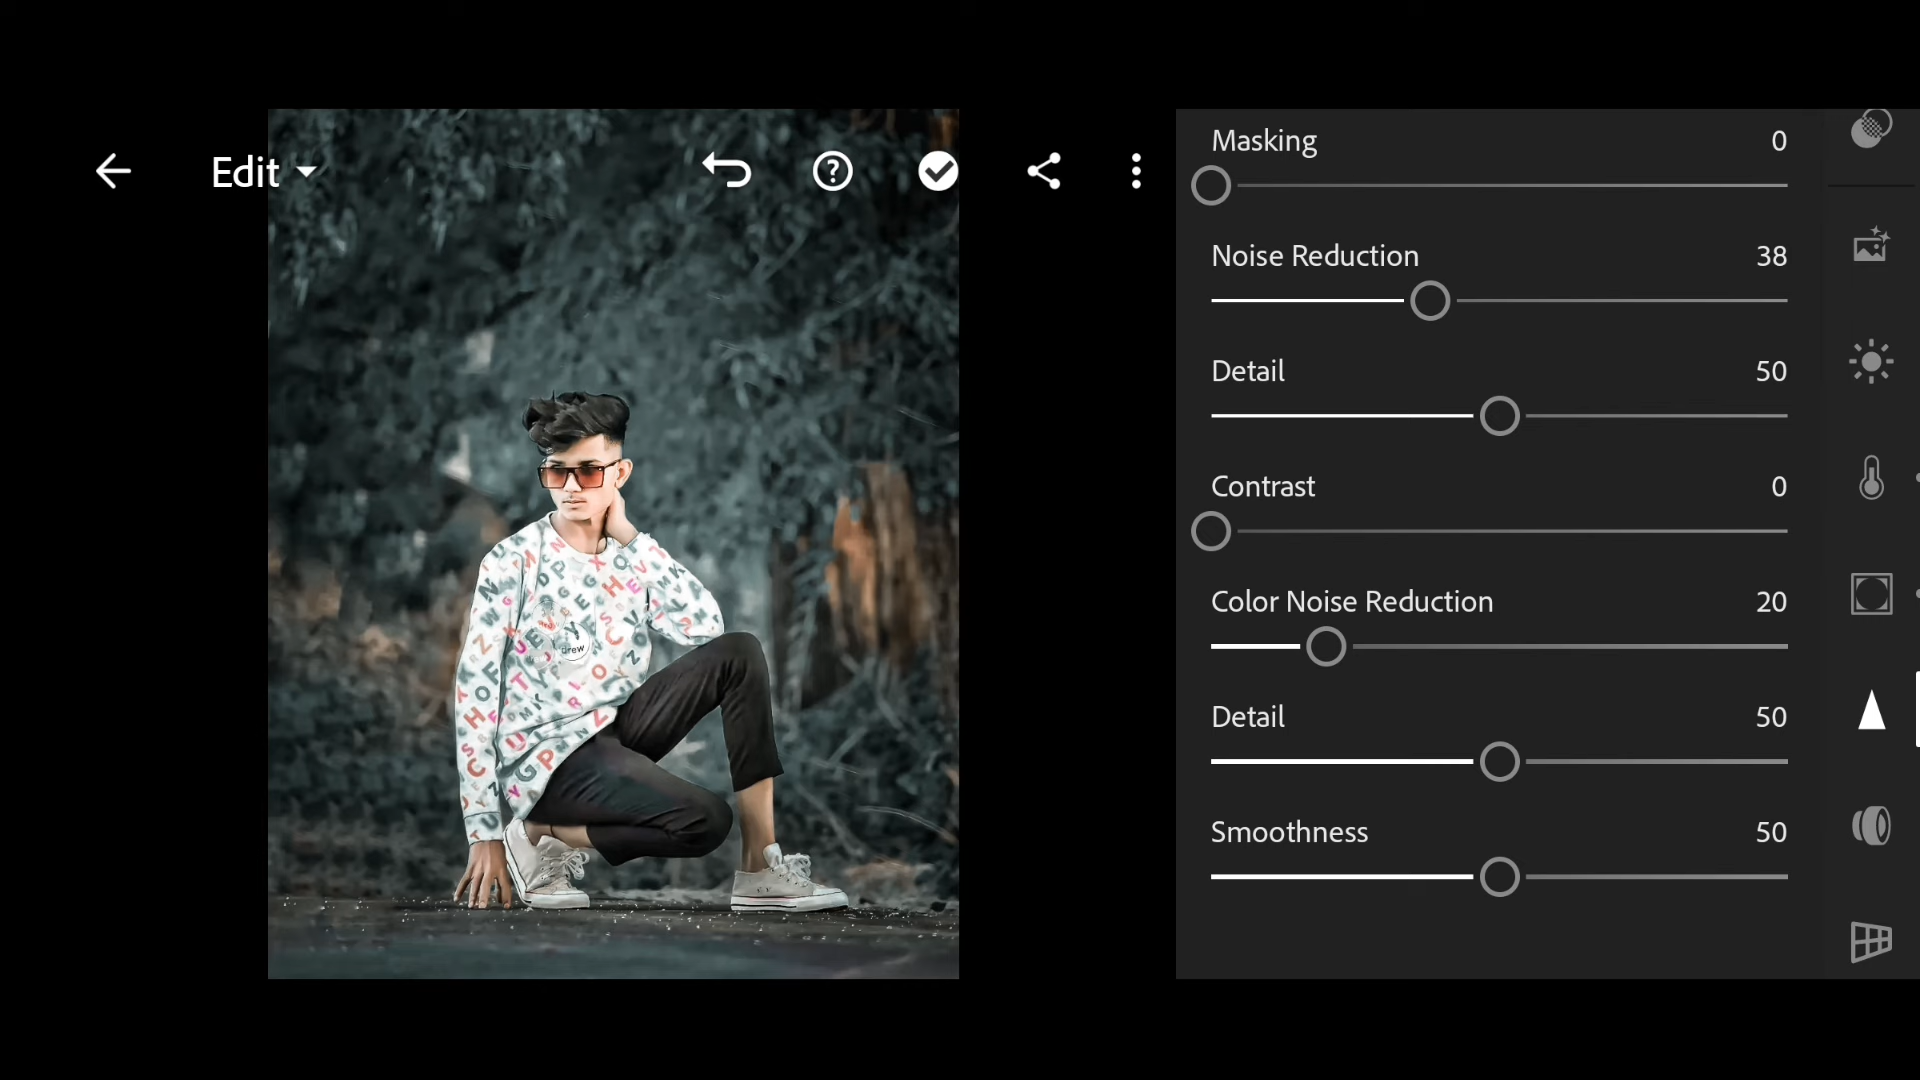 Edit
Masking 0
Noise Reduction 38
Detail 50
Contrast 0
Color Noise Reduction 20
Detail 50
Smoothness 50